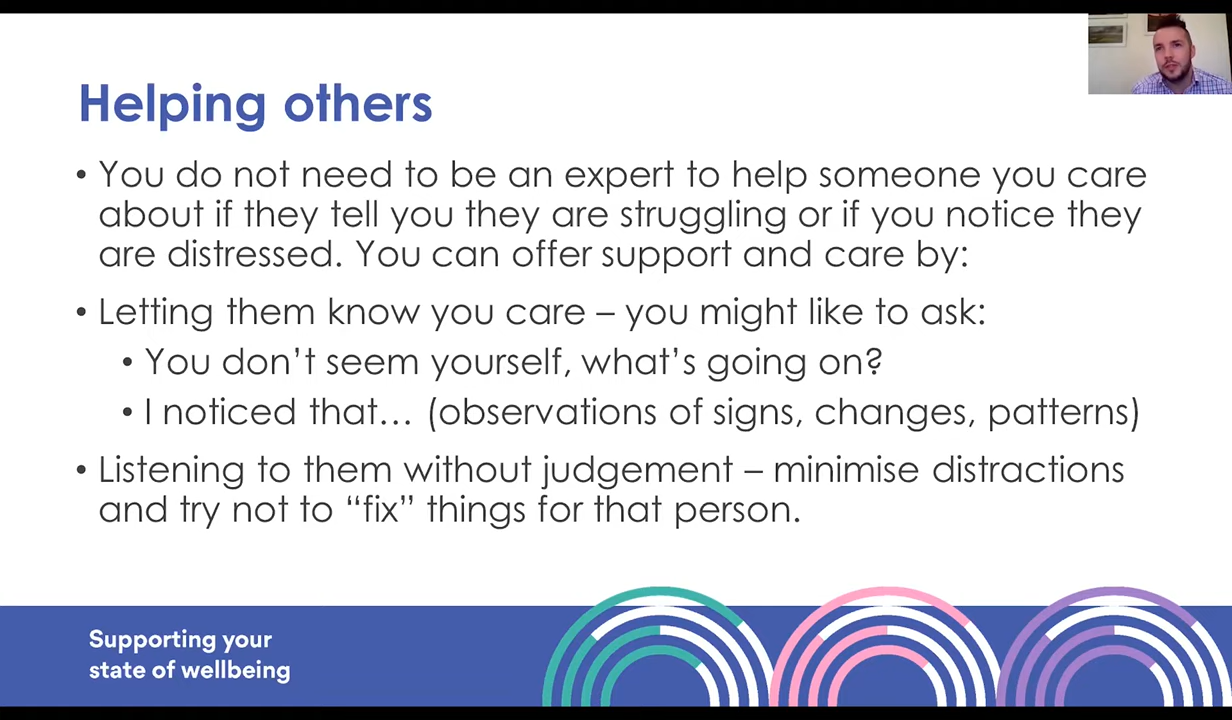 Helping others
• You do not need to be an expert to help someone you care
about if they tell you they are struggling or if you notice they
are distressed. You can offer support and care by:
• Letting them know you care – you might like to ask:
• You don’t seem yourself, what’s going on?
• I noticed that… (observations of signs, changes, patterns)
• Listening to them without judgement – minimise distractions
and try not to “fix” things for that person.
Supporting your
state of wellbeing